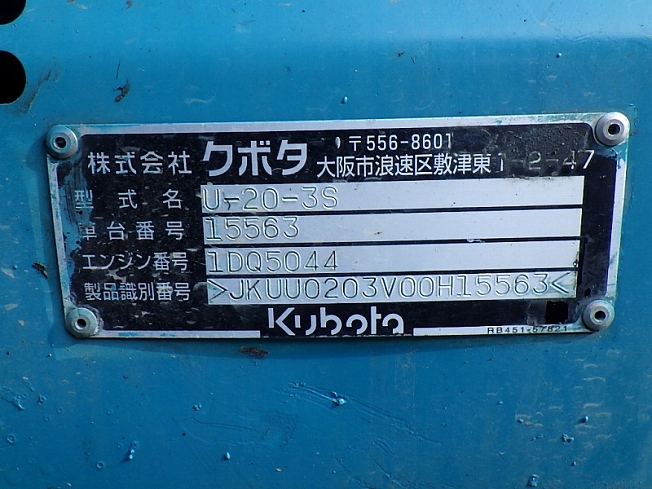 〒556-8601
株式会社 クボタ 大阪市浪速区敷津東1-2-47
型式名 U-20-3S
車台番号 15563
エンジン番号 1DQ5044
製品識別番号 >JKUU0203V00H15563<
Kubota
RB451-57821